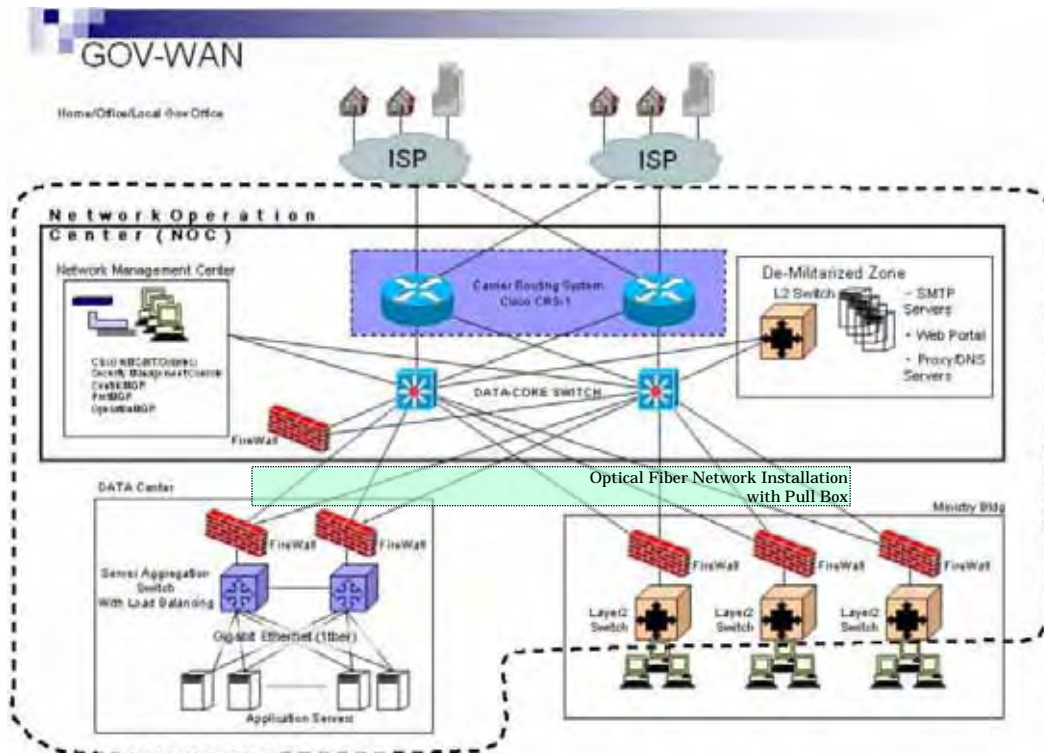 GOV-WAN
Home/Office/Local Gov Office
ISP
ISP
Network Operation
Center (NOC)
Network Management Center
Carrier Routing System
Cisco CRS-1
De-Militarized Zone
L2 Switch
- SMTP
Servers
• Web Portal
• Proxy/DNS
Servers
Security Management
DATA-CORE SWITCH
FireWall
Optical Fiber Network Installation
with Pull Box
DATA Center
Ministry Bldg
FireWall
FireWall
FireWall
FireWall
FireWall
Server Aggregation
Switch
With Load Balancing
Gigabit Ethernet (1fiber)
Layer2
Switch
Layer2
Switch
Layer2
Switch
Application Servers